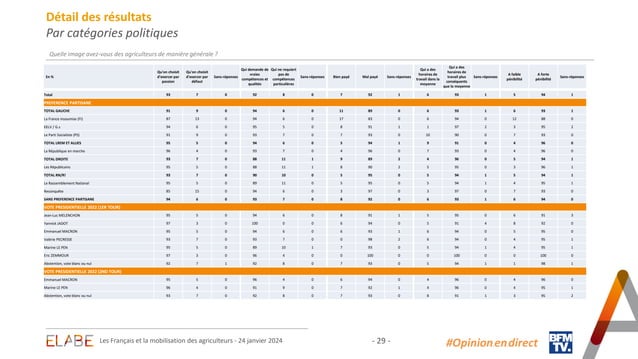 Détail des résultats
Par catégories politiques
Quelle image avez-vous des agriculteurs de manière générale ?
En % Qu'on choisit d'exercer par passion Qu'on choisit d'exercer par défaut Sans réponses Qui demande de vraies compétences et qualités Qui ne requiert pas de compétences particulières Sans réponses Bien payé Mal payé Sans réponses Qui a des horaires de travail dans la moyenne Qui a des horaires de travail plus conséquents que la moyenne Sans réponses A faible pénibilité A forte pénibilité Sans réponses
Total 93 7 0 92 8 0 7 92 1 6 93 1 5 94 1
PREFERENCE PARTISANE
TOTAL GAUCHE 91 9 0 94 6 0 11 89 0 6 93 1 6 93 1
La France Insoumise (FI) 87 13 0 94 6 0 17 83 0 6 94 0 12 88 0
EELV / G.s 94 6 0 95 5 0 8 91 1 1 97 2 3 95 2
Le Parti Socialiste (PS) 91 9 0 93 7 0 7 93 0 10 90 0 7 93 0
TOTAL LREM ET ALLIES 95 5 0 94 6 0 5 94 1 9 91 0 4 96 0
La République en marche 96 4 0 93 7 0 4 96 0 7 93 0 4 96 0
TOTAL DROITE 93 7 0 88 11 1 9 89 2 4 96 0 5 94 1
Les Républicains 95 5 0 88 11 1 8 90 2 5 95 0 3 96 1
TOTAL RN/R! 93 7 0 90 10 0 5 95 0 5 94 1 5 94 1
Le Rassemblement National 95 5 0 89 11 0 5 95 0 5 94 1 4 95 1
Reconquête 85 15 0 94 6 0 3 97 0 3 97 0 7 93 0
SANS PREFERENCE PARTISANE 94 6 0 93 7 0 8 92 0 6 93 1 6 94 0
VOTE PRESIDENTIELLE 2022 (1ER TOUR)
Jean-Luc MELENCHON 95 5 0 94 6 0 8 91 1 5 95 0 6 91 3
Yannick JADOT 97 3 0 100 0 0 6 94 0 5 91 4 8 92 0
Emmanuel MACRON 95 5 0 94 6 0 6 93 1 6 94 0 5 95 0
Valérie PECRESSE 93 7 0 93 7 0 0 98 2 6 94 0 4 95 1
Marine LE PEN 95 5 0 89 10 1 7 93 0 5 94 1 4 95 1
Eric ZEMMOUR 97 3 0 96 4 0 0 100 0 0 100 0 0 100 0
Abstention, vote blanc ou nul 92 7 1 92 8 0 7 93 0 5 94 1 1 98 1
VOTE PRESIDENTIELLE 2022 (2ND TOUR)
Emmanuel MACRON 95 5 0 96 4 0 6 94 0 4 96 0 4 96 0
Marine LE PEN 96 4 0 91 9 0 7 92 1 4 96 0 4 95 1
Abstention, vote blanc ou nul 93 7 0 92 8 0 7 93 0 8 91 1 3 95 2
ELABE Les Français et la mobilisation des agriculteurs - 24 janvier 2024 - 29 - #Opinion.en.direct BFM TV.